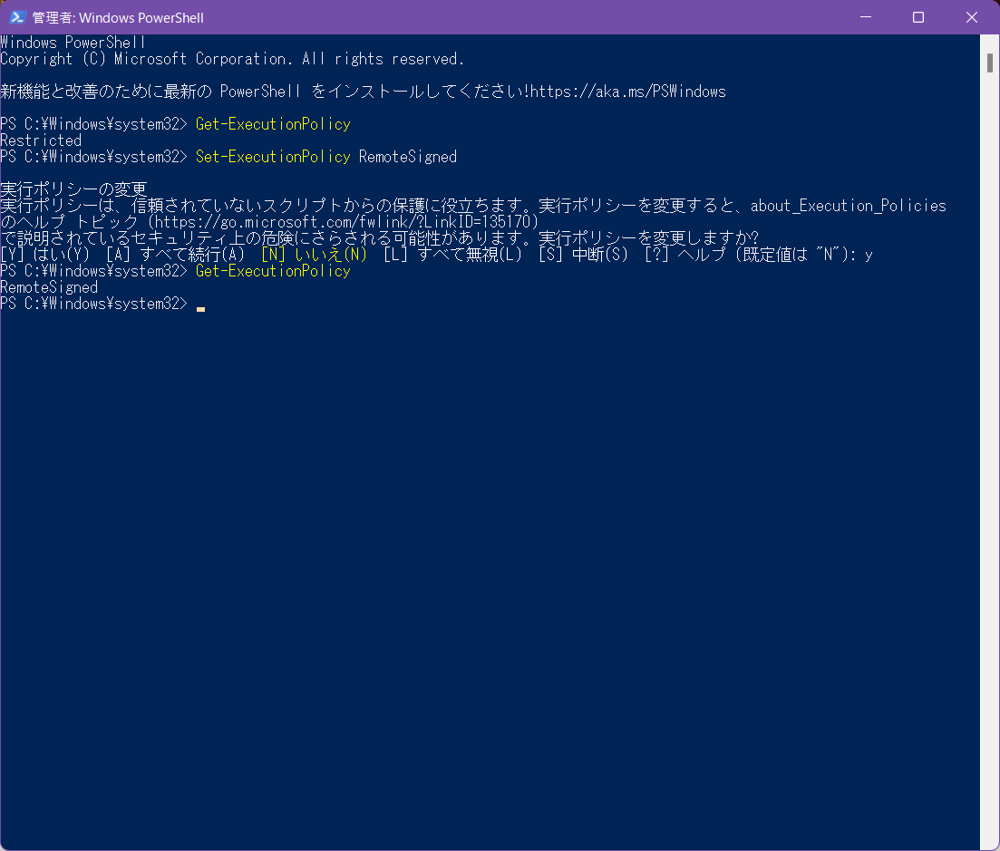 管理者: Windows PowerShell
Windows PowerShell
Copyright (C) Microsoft Corporation. All rights reserved.
新機能と改善のために最新の PowerShell をインストールしてください!https://aka.ms/PSWindows
PS C:¥Windows¥system32> Get-ExecutionPolicy
Restricted
PS C:¥Windows¥system32> Set-ExecutionPolicy RemoteSigned
実行ポリシーの変更
実行ポリシーは、信頼されていないスクリプトからの保護に役立ちます。実行ポリシーを変更すると、about_Execution_Policies
のヘルプ トピック (https://go.microsoft.com/fwlink/?LinkID=135170)
で説明されているセキュリティ上の危険にさらされる可能性があります。実行ポリシーを変更しますか?
[Y] はい(Y)  [A] すべて続行(A)  [N] いいえ(N)  [L] すべて無視(L)  [S] 中断(S)  [?] ヘルプ (既定値は "N"): y
PS C:¥Windows¥system32> Get-ExecutionPolicy
RemoteSigned
PS C:¥Windows¥system32>